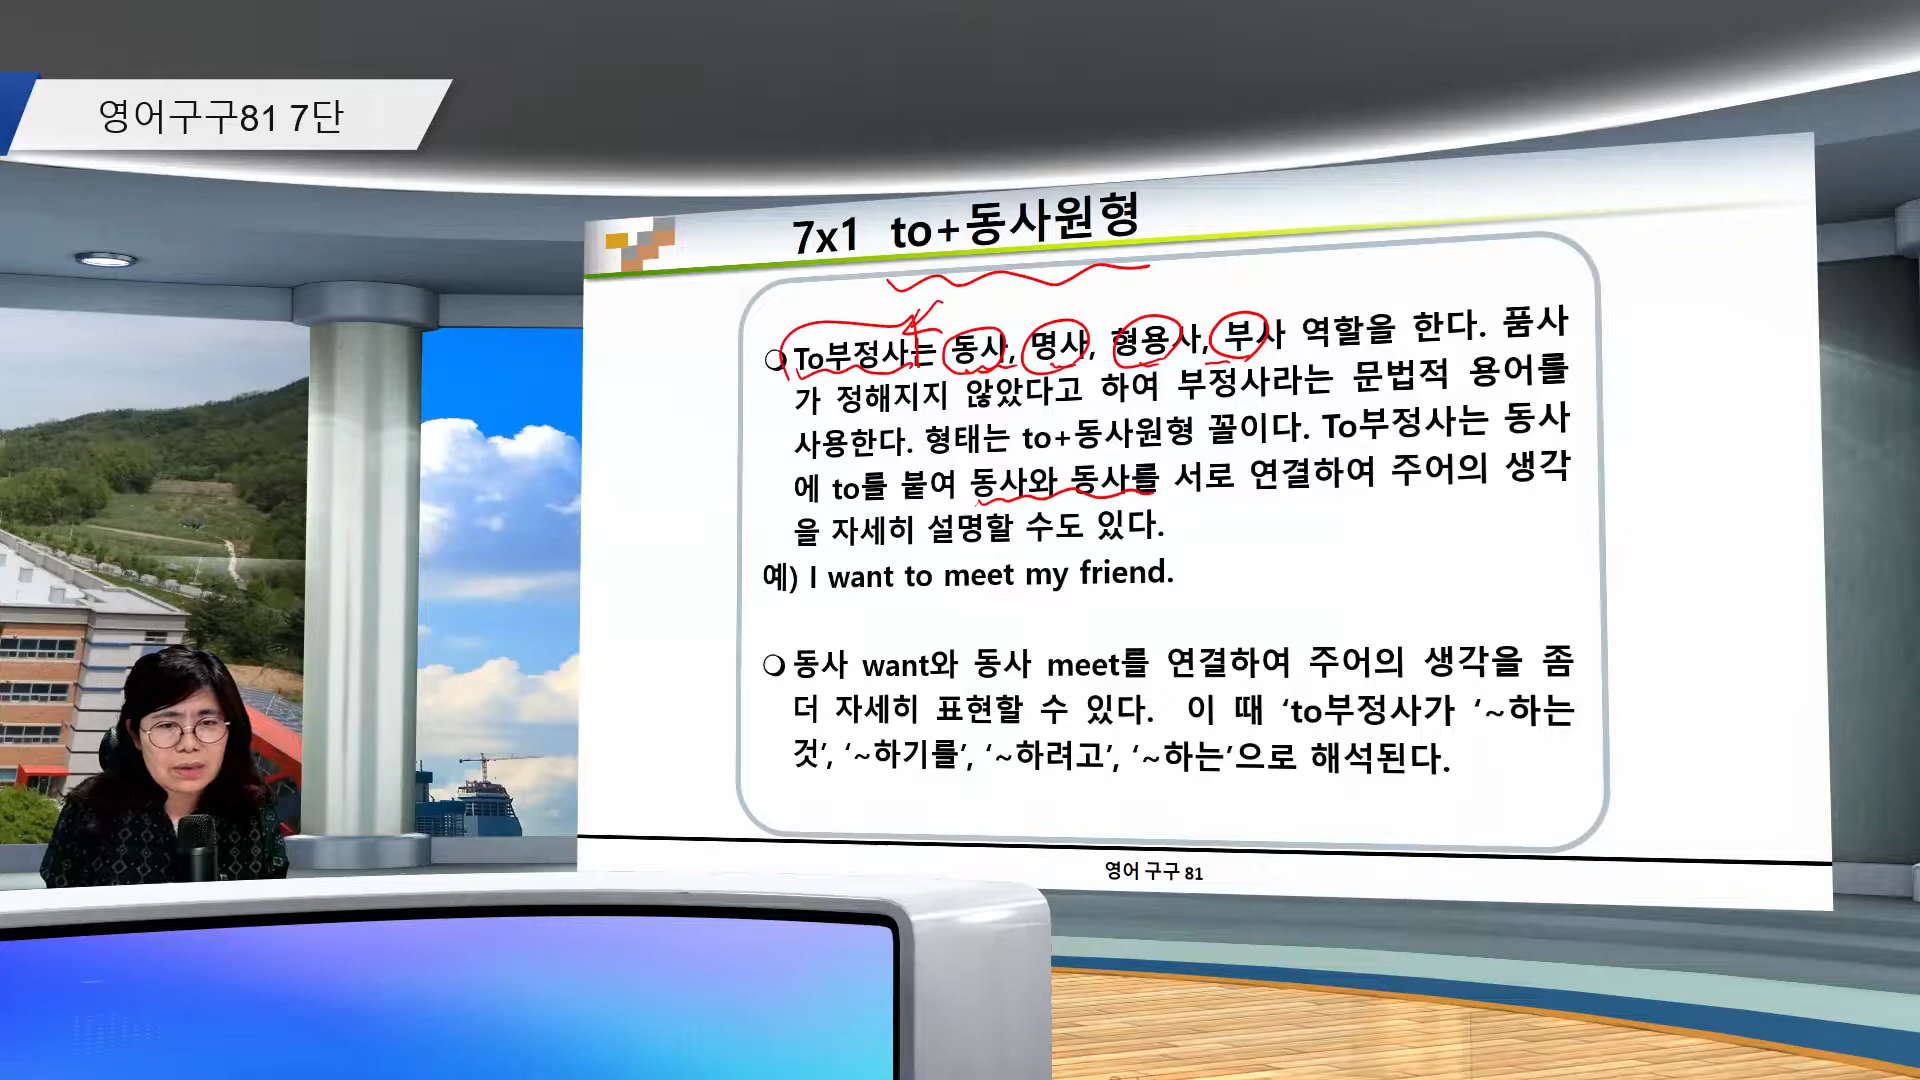 영어구구81 7단
7x1 to+동사원형
❍ To부정사는 동사, 명사, 형용사, 부사 역할을 한다. 품사
가 정해지지 않았다고 하여 부정사라는 문법적 용어를
사용한다. 형태는 to+동사원형 꼴이다. To부정사는 동사
에 to를 붙여 동사와 동사를 서로 연결하여 주어의 생각
을 자세히 설명할 수도 있다.
예) I want to meet my friend.
❍ 동사 want와 동사 meet를 연결하여 주어의 생각을 좀
더 자세히 표현할 수 있다. 이 때 ‘to부정사가 ‘~하는
것’, ‘~하기를’, ‘~하려고’, ‘~하는’으로 해석된다.
영어 구구 81